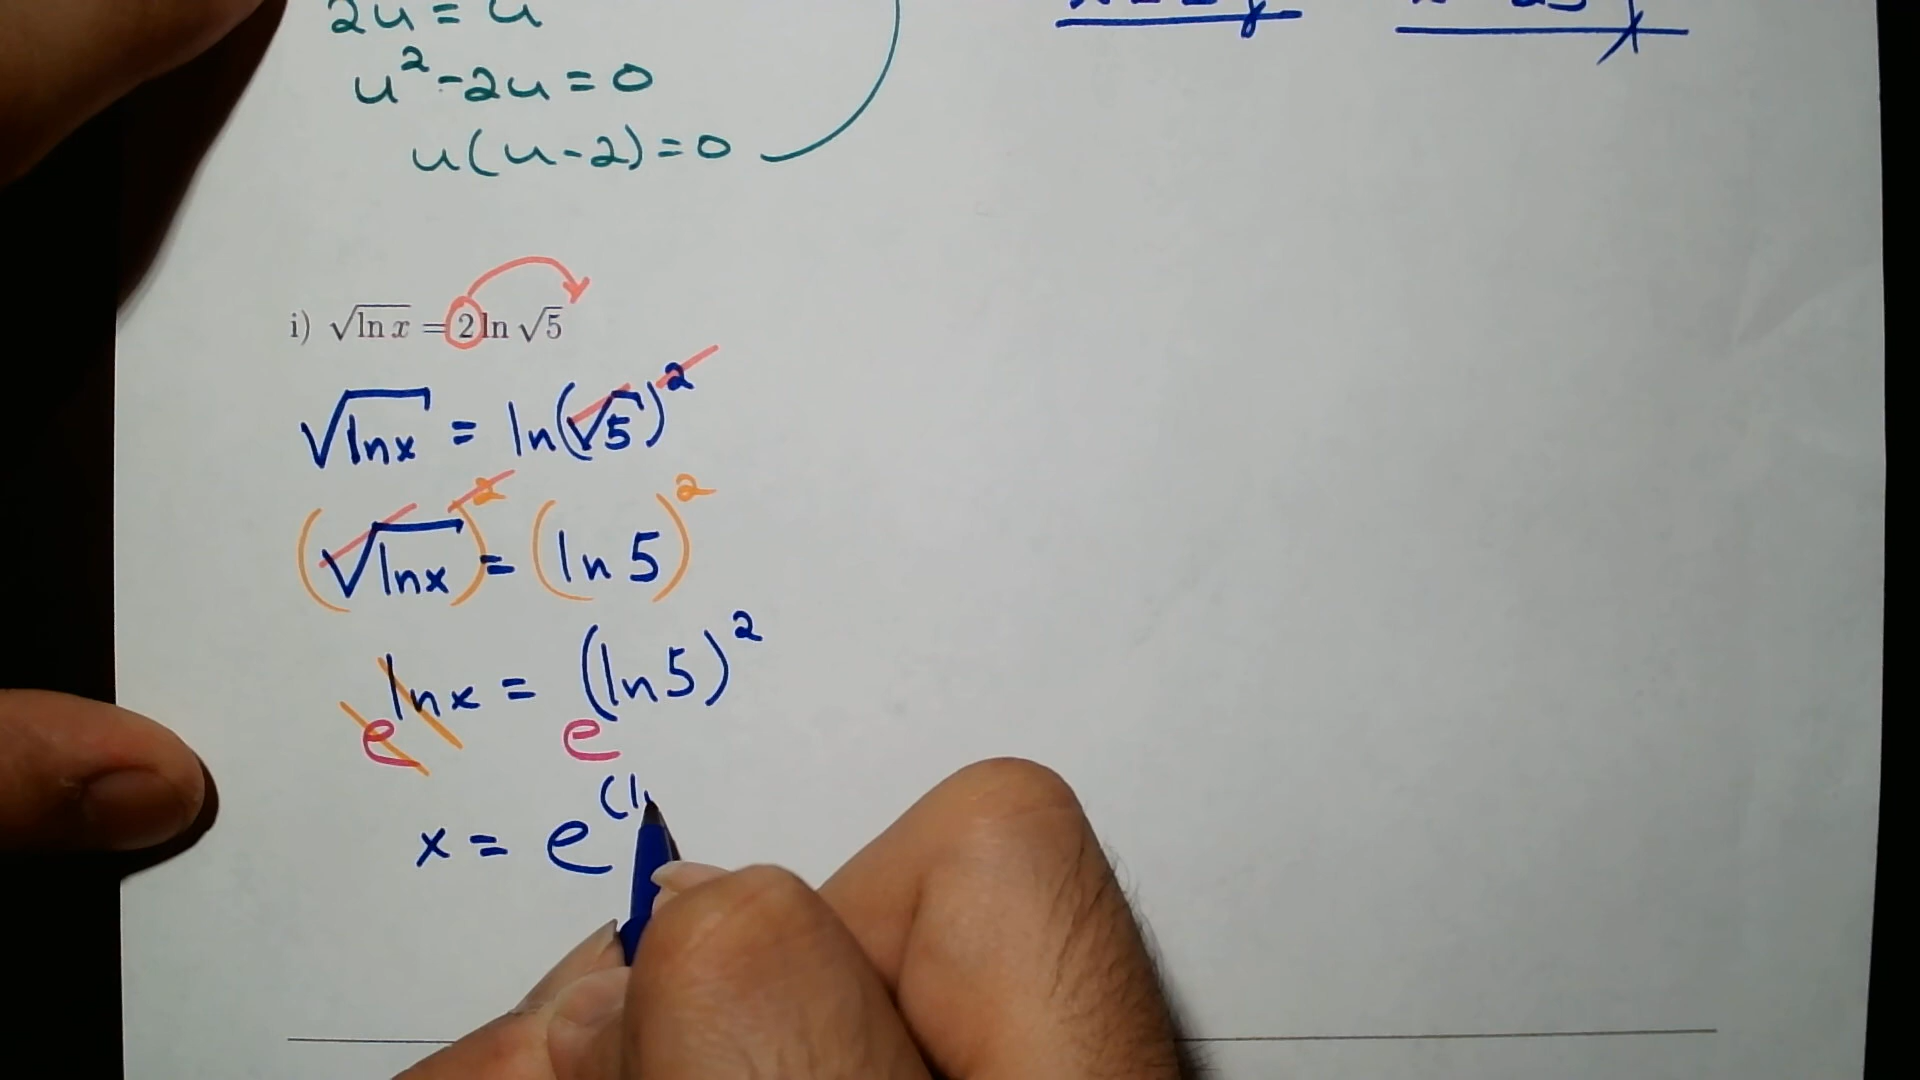 2u = u
u² - 2u = 0
u(u-2) = 0
i) √ln x = 2 ln √5
√lnx = ln(√5)²
(√lnx)² = (ln 5)²
e^lnx = e^(ln5)²
x = e^(l